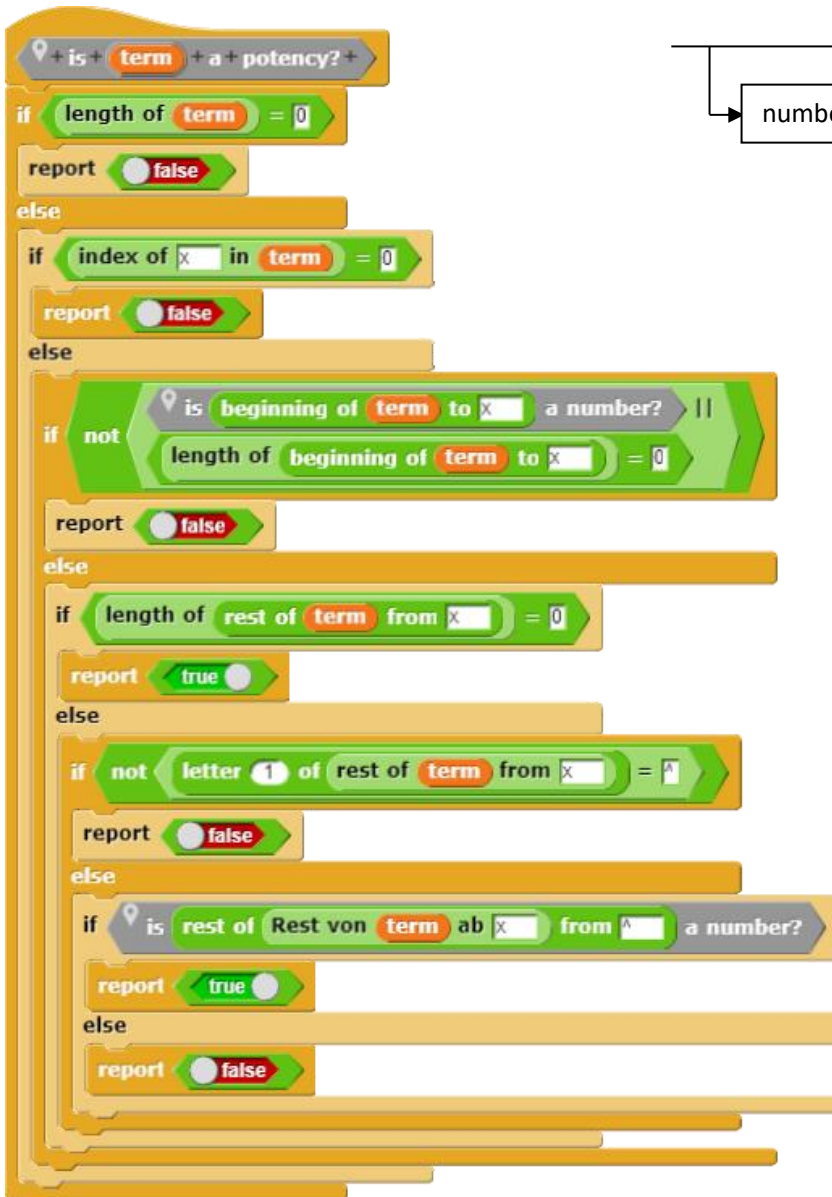 + is + term + a + potency? +
if length of term = 0
report false
else
if index of x in term = 0
report false
else
is beginning of term to x a number? ||
if not
length of beginning of term to x = 0
report false
else
if length of rest of term from x = 0
report true
else
if not letter 1 of rest of term from x = ^
report false
else
if is rest of Rest von term ab x from ^ a number?
report true
else
report false